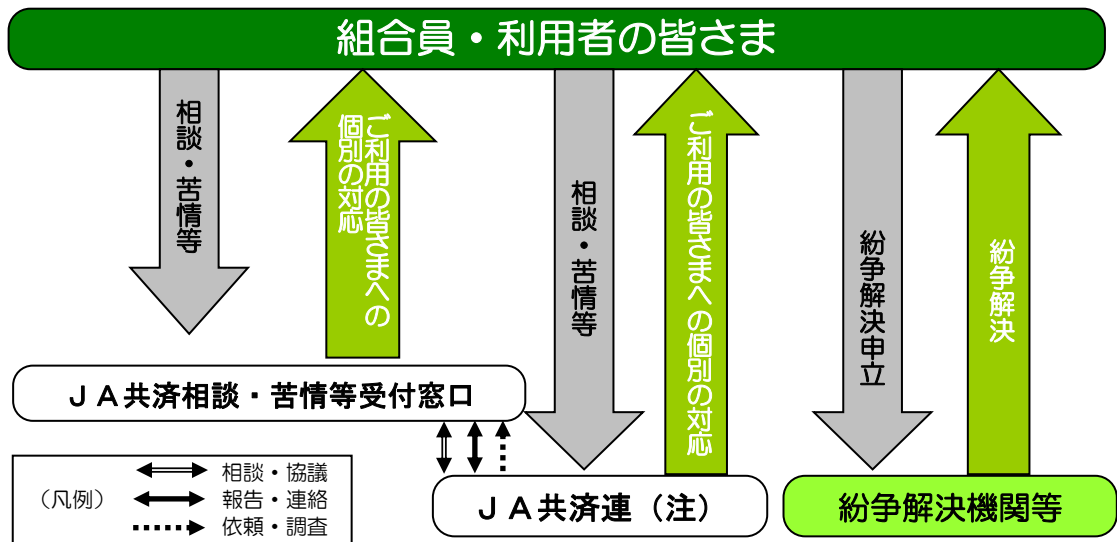 組合員・利用者の皆さま
相談・苦情等
ご利用の皆さまへの
個別の対応
相談・苦情等
ご利用の皆さまへの個別の対応
紛争解決申立
紛争解決
ＪＡ共済相談・苦情等受付窓口
ＪＡ共済連（注）
紛争解決機関等
（凡例）
相談・協議
報告・連絡
依頼・調査